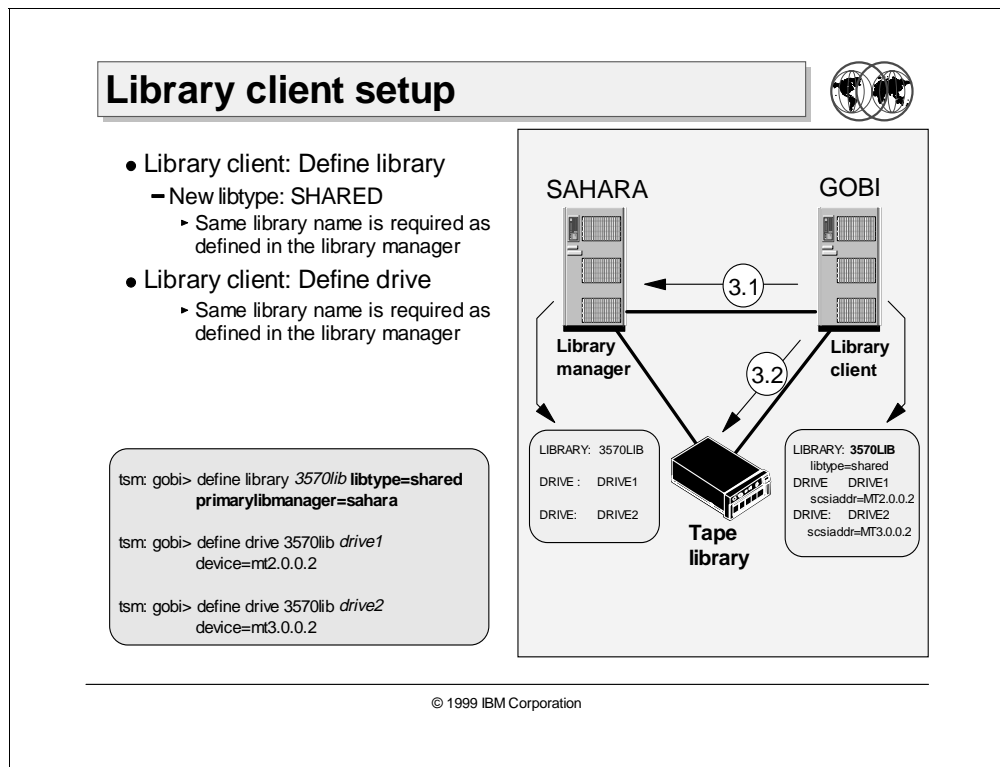 Library client setup
Library client: Define library
New libtype: SHARED
Same library name is required as
defined in the library manager
Library client: Define drive
Same library name is required as
defined in the library manager
tsm: gobi> define library 3570lib libtype=shared
primarylibmanager=sahara
tsm: gobi> define drive 3570lib drive1
device=mt2.0.0.2
tsm: gobi> define drive 3570lib drive2
device=mt3.0.0.2
SAHARA
GOBI
3.1
Library
manager
Library
client
3.2
LIBRARY: 3570LIB
DRIVE : DRIVE1
DRIVE: DRIVE2
Tape
library
LIBRARY: 3570LIB
libtype=shared
DRIVE DRIVE1
scsiaddr=MT2.0.0.2
DRIVE: DRIVE2
scsiaddr=MT3.0.0.2
© 1999 IBM Corporation